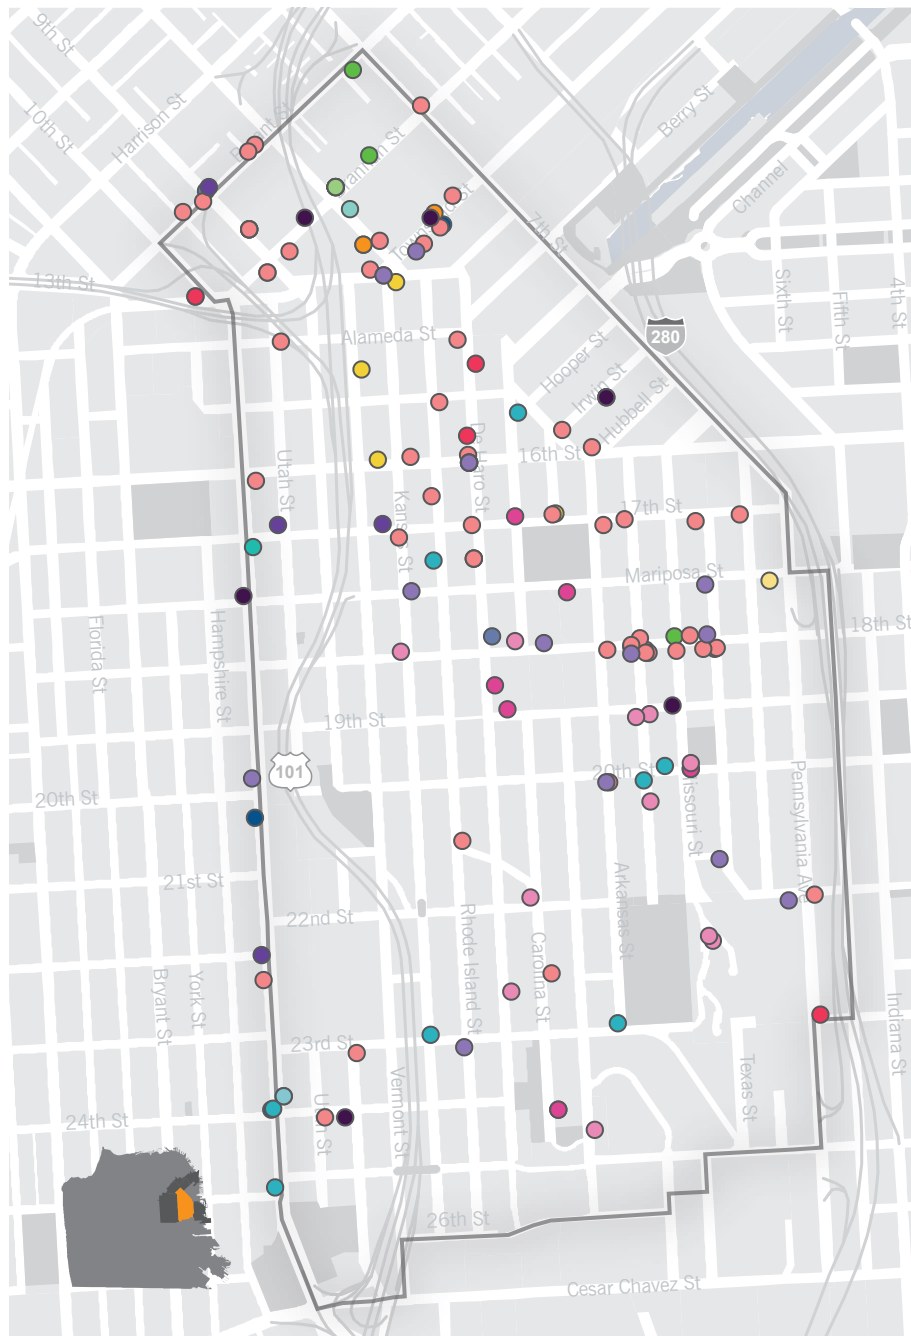 9th St
10th St
Harrison St
Bryant St
Berry St
Channel
7th St
13th St
Sixth St
Fifth St
4th St
Alameda St
280
Hooper St
Irwin St
Hubbell St
De Haro St
16th St
Utah St
Kansas St
17th St
Mariposa St
18th St
Florida St
Hampshire St
19th St
101
20th St
20th St
Missouri St
Pennsylvania Ave
21st St
22nd St
Arkansas St
Rhode Island St
Carolina St
Bryant St
York St
Indiana St
23rd St
Texas St
Vermont St
Utah St
24th St
26th St
Cesar Chavez St